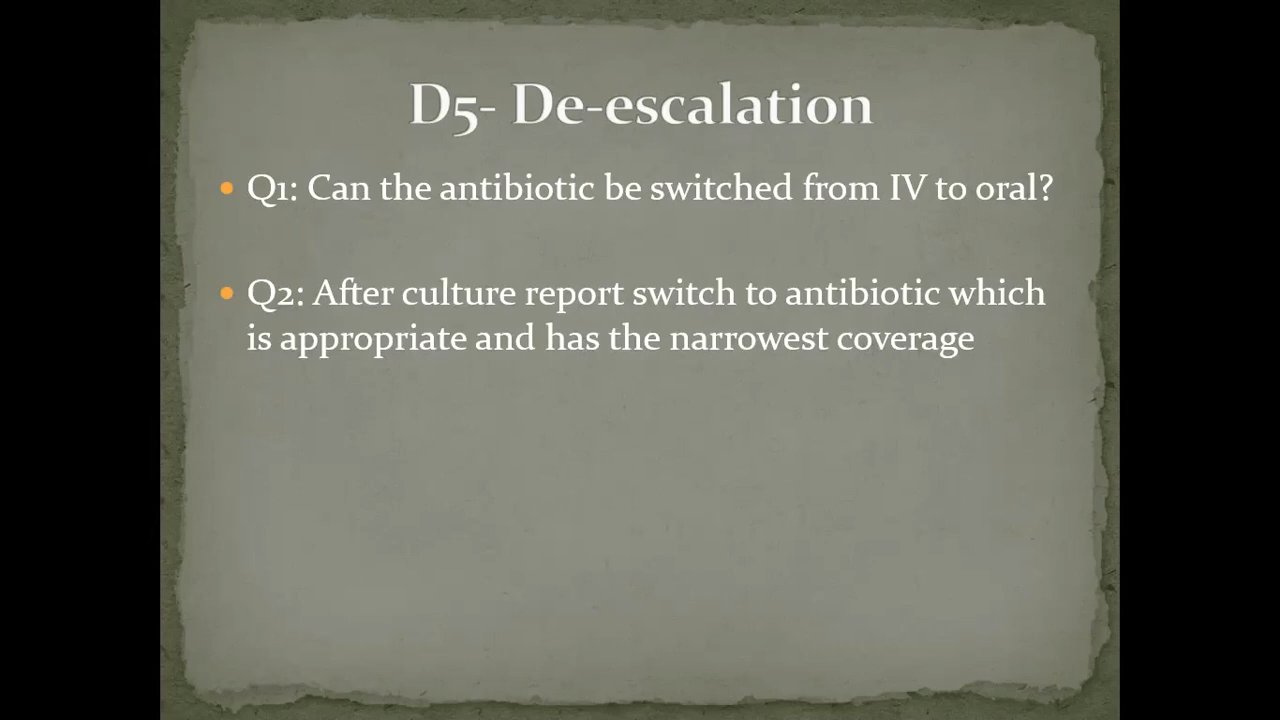 D5- De-escalation
• Q1: Can the antibiotic be switched from IV to oral?
• Q2: After culture report switch to antibiotic which
is appropriate and has the narrowest coverage